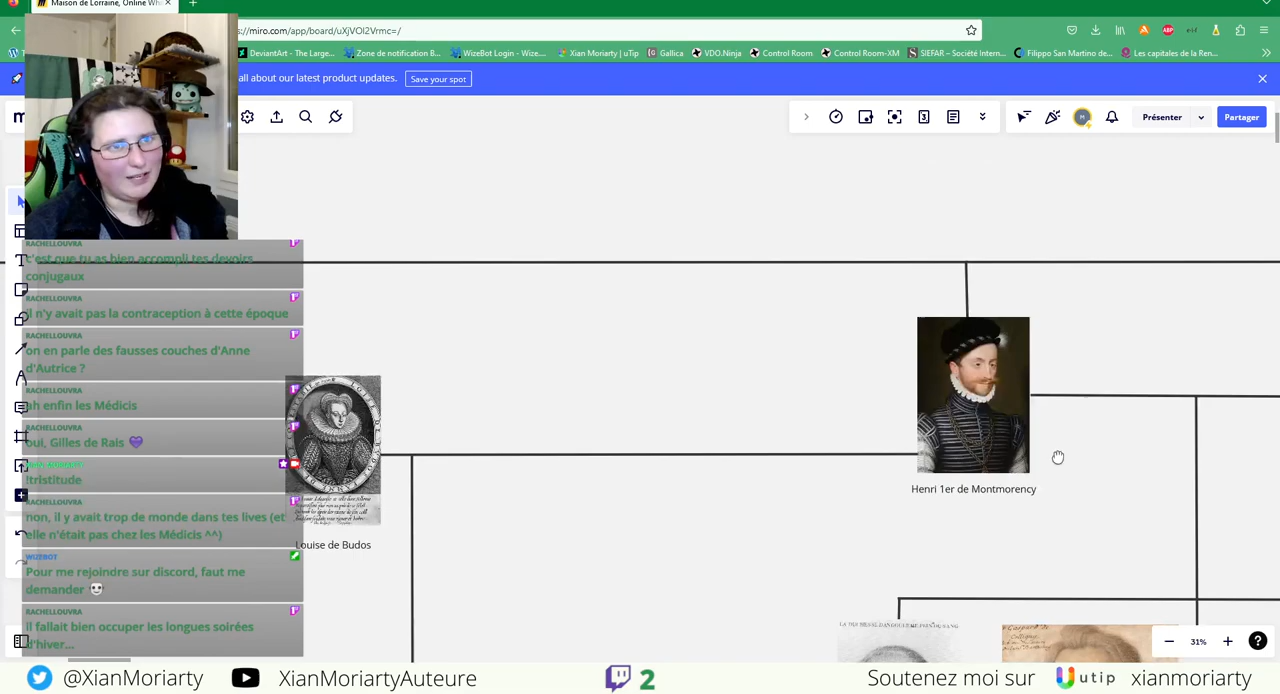 Maison de Lorraine, Online Whi
s://miro.com/app/board/uXjVOl2Vrmc=/
DeviantArt - The Large...
Zone de notification B...
WizeBot Login - Wize...
Xian Moriarty | uTip
Gallica
VDO.Ninja
Control Room
Control Room-XM
SIEFAR – Société Intern...
Filippo San Martino de...
Les capitales de la Ren...
all about our latest product updates.
Save your spot
Présenter
Partager
RACHELLOUVRA
c'est que tu as bien accompli tes devoirs
conjugaux
RACHELLOUVRA
il n'y avait pas la contraception à cette époque
RACHELLOUVRA
on en parle des fausses couches d'Anne
d'Autrice ?
RACHELLOUVRA
ah enfin les Médicis
RACHELLOUVRA
oui, Gilles de Rais 💜
!tristitude
RACHELLOUVRA
non, il y avait trop de monde dans tes lives (et
elle n'était pas chez les Médicis ^^)
WIZEBOT
Pour me rejoindre sur discord, faut me
demander
RACHELLOUVRA
il fallait bien occuper les longues soirées
d'hiver...
Louise de Budos
Henri 1er de Montmorency
31%
@XianMoriarty
XianMoriartyAuteure
2
Soutenez moi sur
utip
xianmoriarty